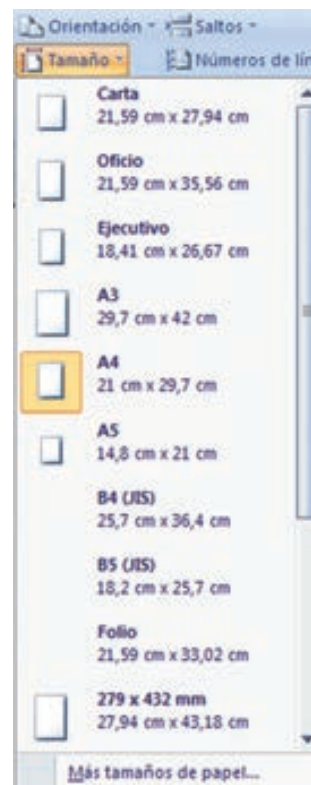 Orientación Saltos
Tamaño Números de lín
Carta
21,59 cm x 27,94 cm
Oficio
21,59 cm x 35,56 cm
Ejecutivo
18,41 cm x 26,67 cm
A3
29,7 cm x 42 cm
A4
21 cm x 29,7 cm
A5
14,8 cm x 21 cm
B4 (JIS)
25,7 cm x 36,4 cm
B5 (JIS)
18,2 cm x 25,7 cm
Folio
21,59 cm x 33,02 cm
279 x 432 mm
27,94 cm x 43,18 cm
Más tamaños de papel...